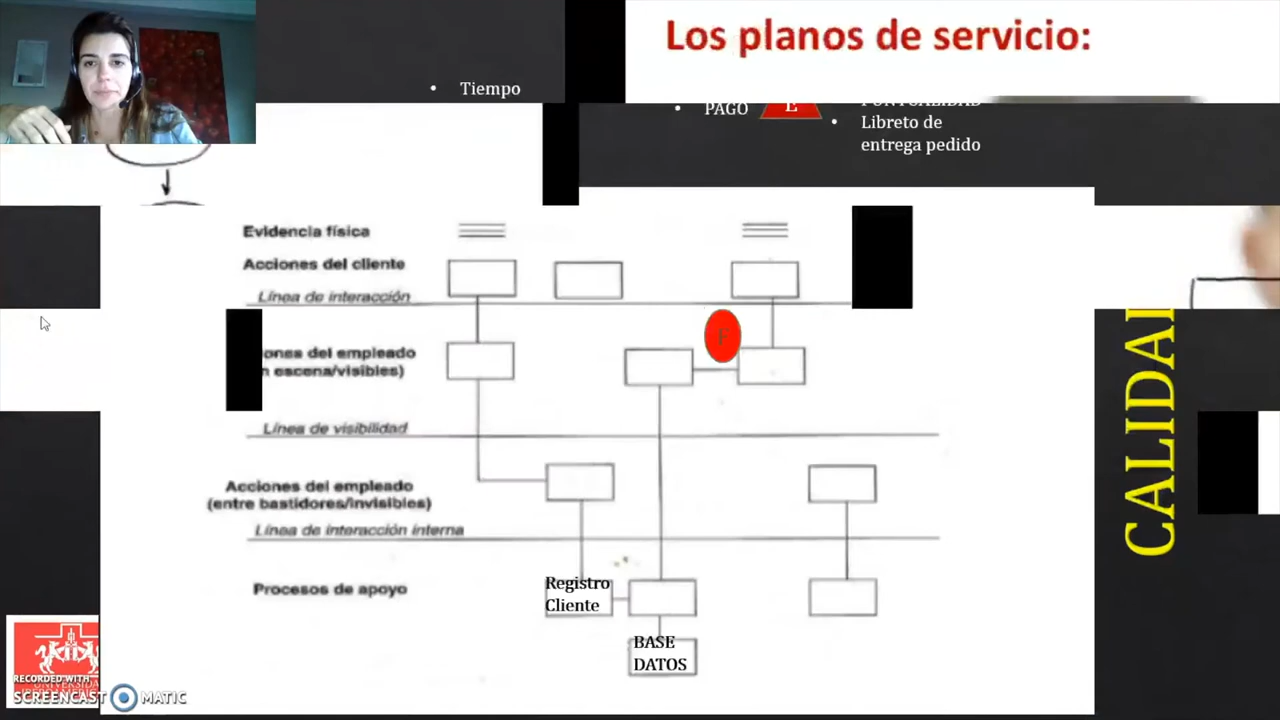 Los planos de servicio:
• Tiempo
• PAGO
E
PUNTUALIDAD
• Libreto de
entrega pedido
Evidencia física
Acciones del cliente
Línea de interacción
F
ones del empleado
n escena/visibles)
Línea de visibilidad
Acciones del empleado
(entre bastidores/invisibles)
Línea de interacción interna
Procesos de apoyo
Registro
Cliente
BASE
DATOS
CALIDA
RECORDED WITH
SCREENCAST MATIC